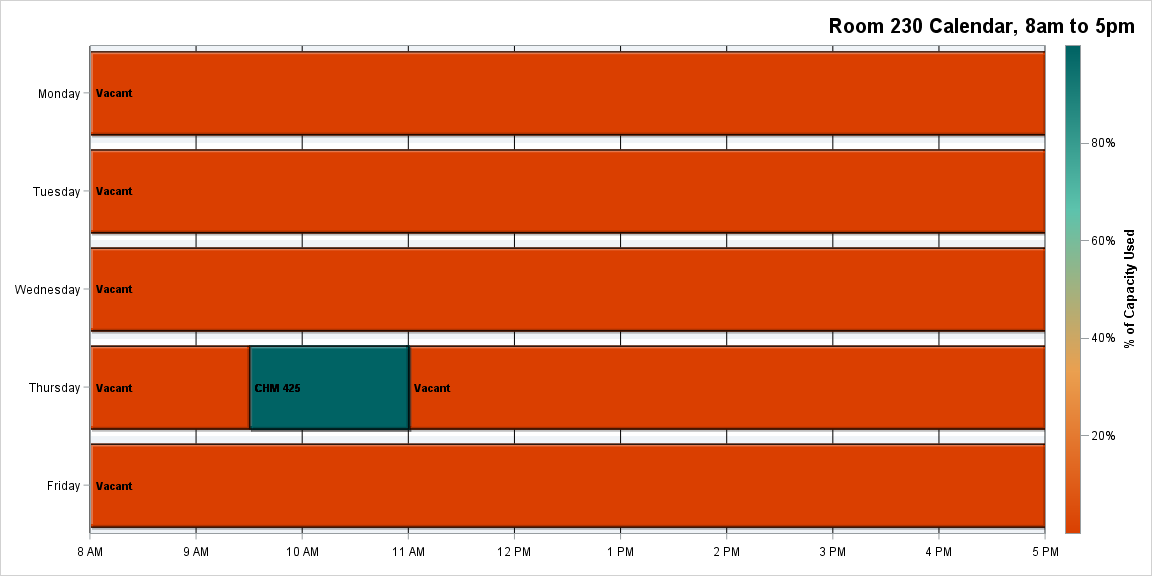 Room 230 Calendar, 8am to 5pm
Monday
Vacant
Tuesday
Vacant
Wednesday
Vacant
Thursday
Vacant
CHM 425
Vacant
Friday
Vacant
8 AM
9 AM
10 AM
11 AM
12 PM
1 PM
2 PM
3 PM
4 PM
5 PM
80%
60%
40%
20%
% of Capacity Used